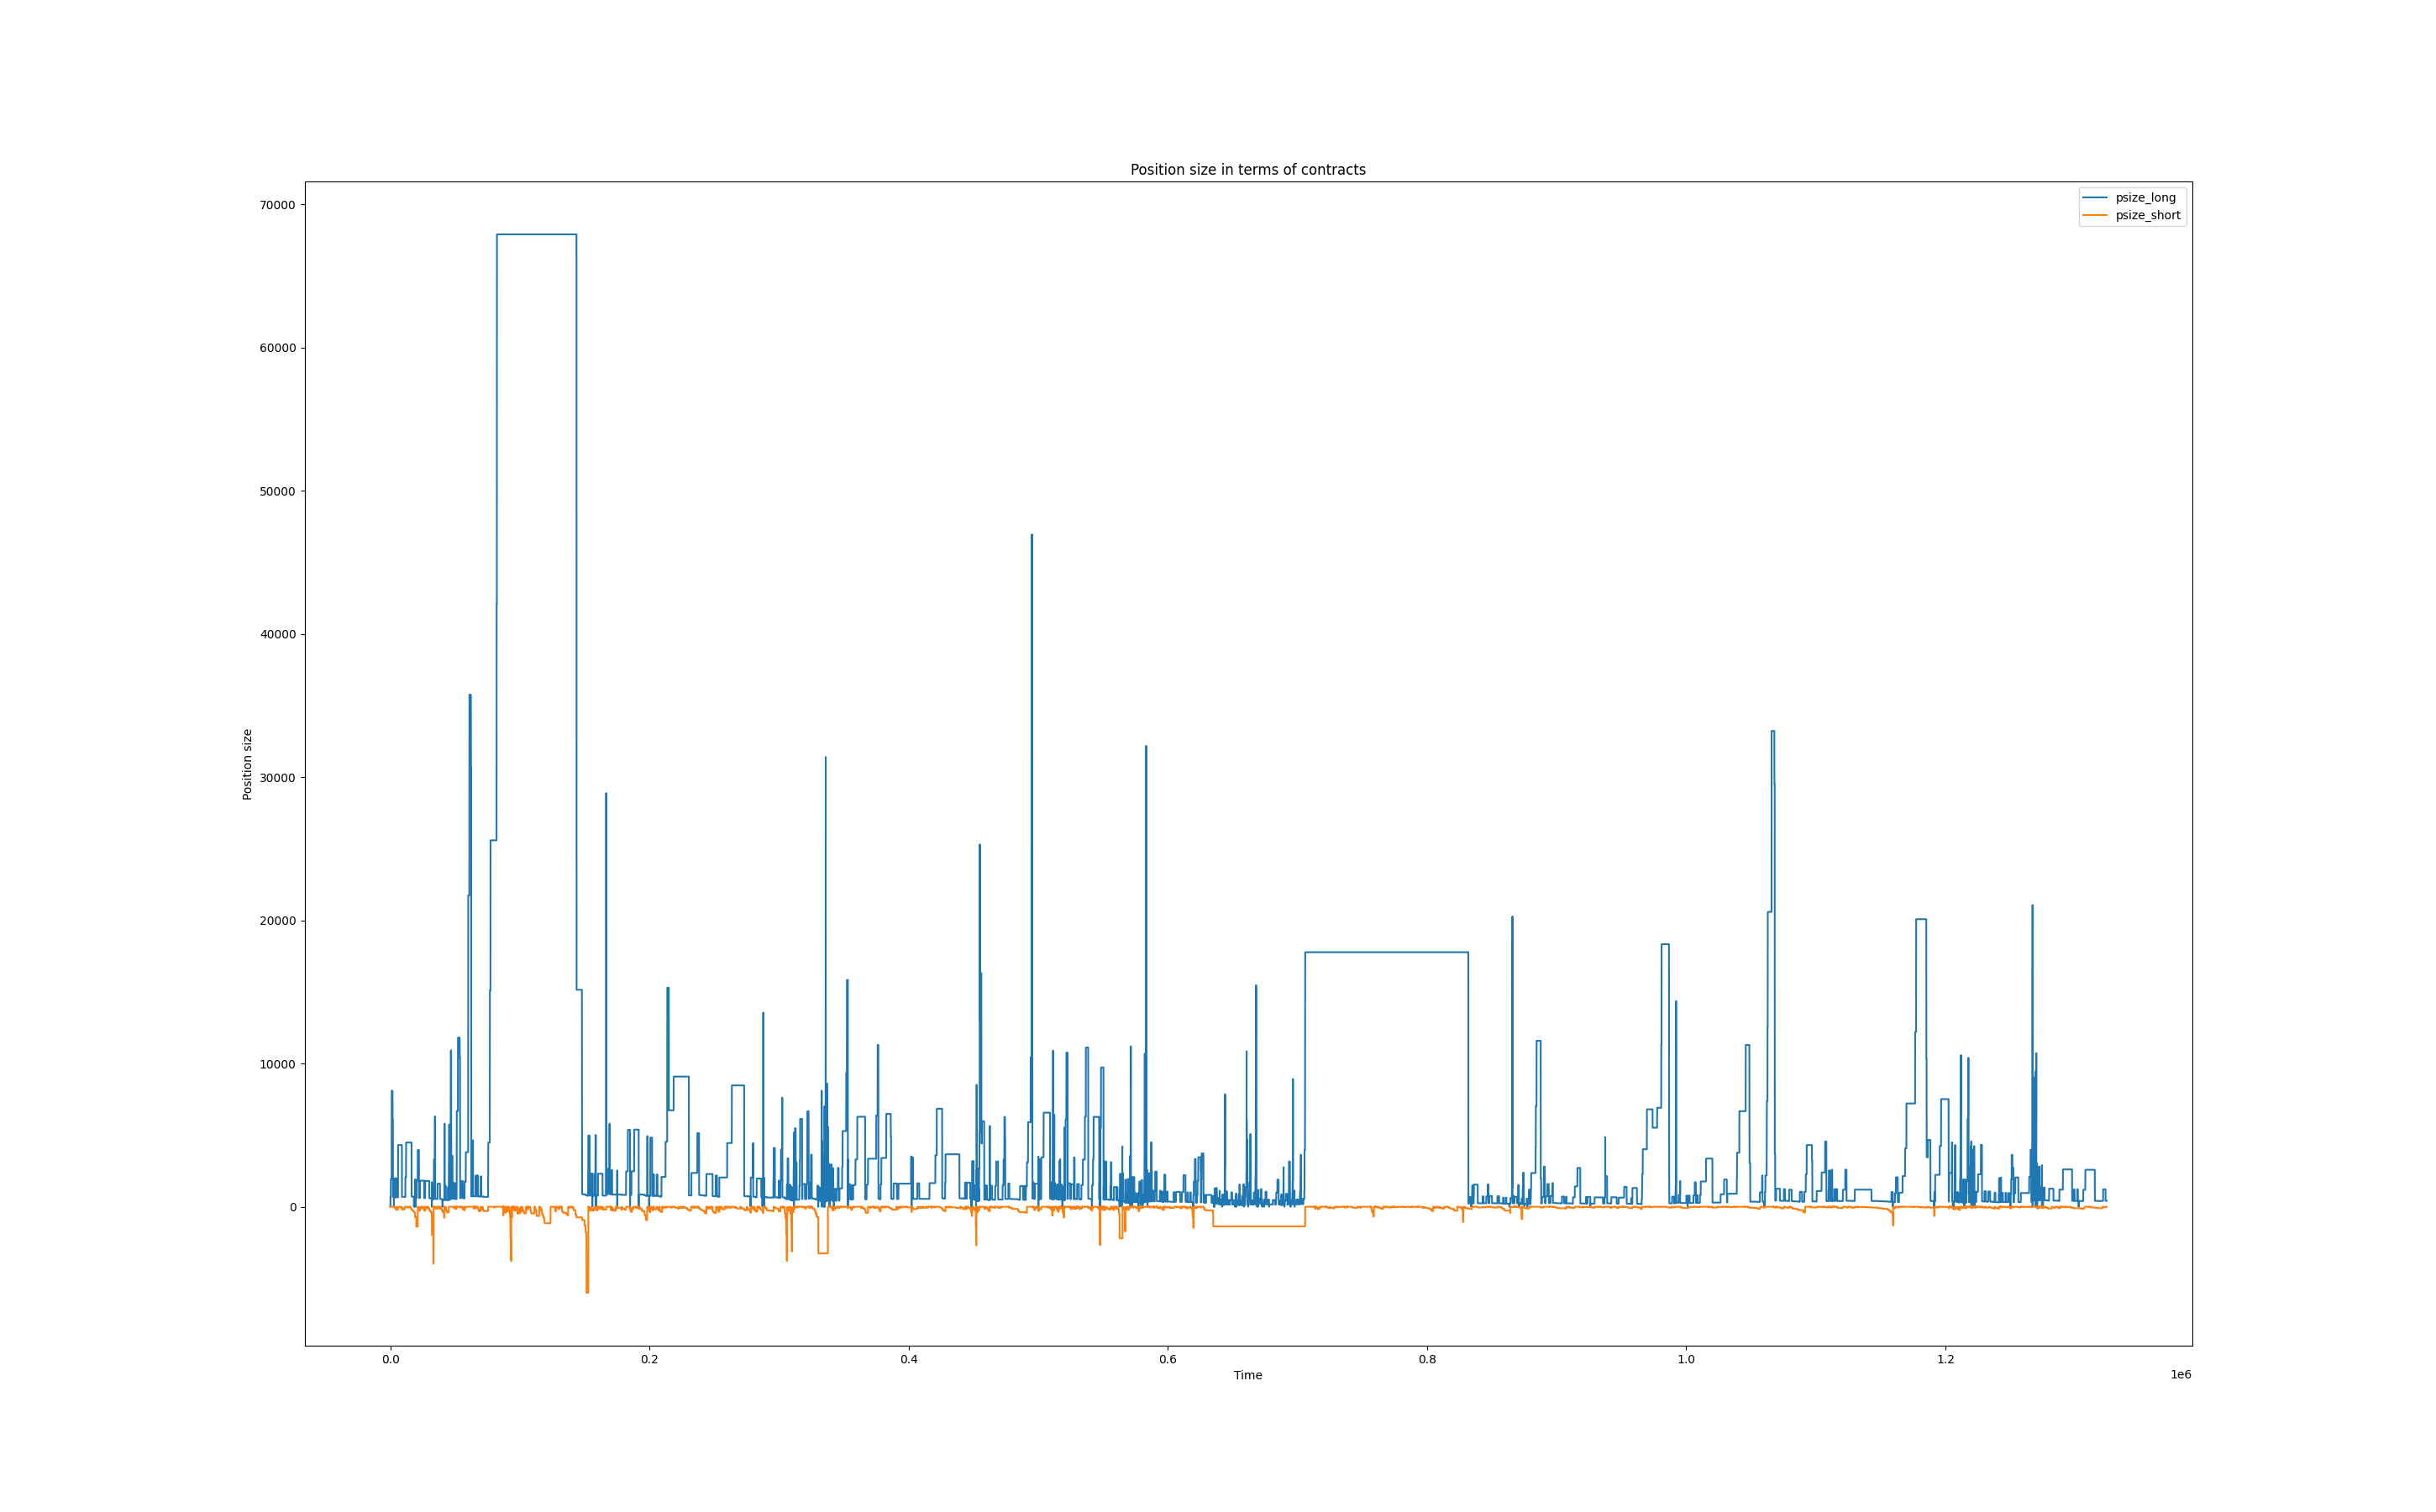 Position size in terms of contracts
psize_long
psize_short
70000
60000
50000
40000
30000
20000
10000
0
Position size
0.0 0.2 0.4 0.6 0.8 1.0 1.2
Time
1e6